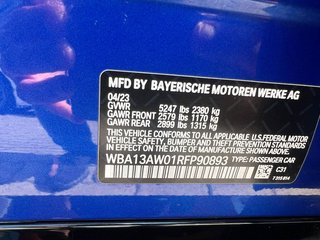 MFD BY BAYERISCHE MOTOREN WERKE AG
04/23
GVWR 5247 lbs 2380 kg
GAWR FRONT 2579 lbs 1170 kg
GAWR REAR 2899 lbs 1315 kg
THIS VEHICLE CONFORMS TO ALL APPLICABLE U.S.FEDERAL MOTOR
VEHICLE SAFETY, BUMPER AND THEFT PREVENTION STANDARDS IN
EFFECT ON THE DATE OF MANUFACTURE SHOWN ABOVE.
WBA13AW01RFP90893 TYPE: PASSENGER CAR
C31